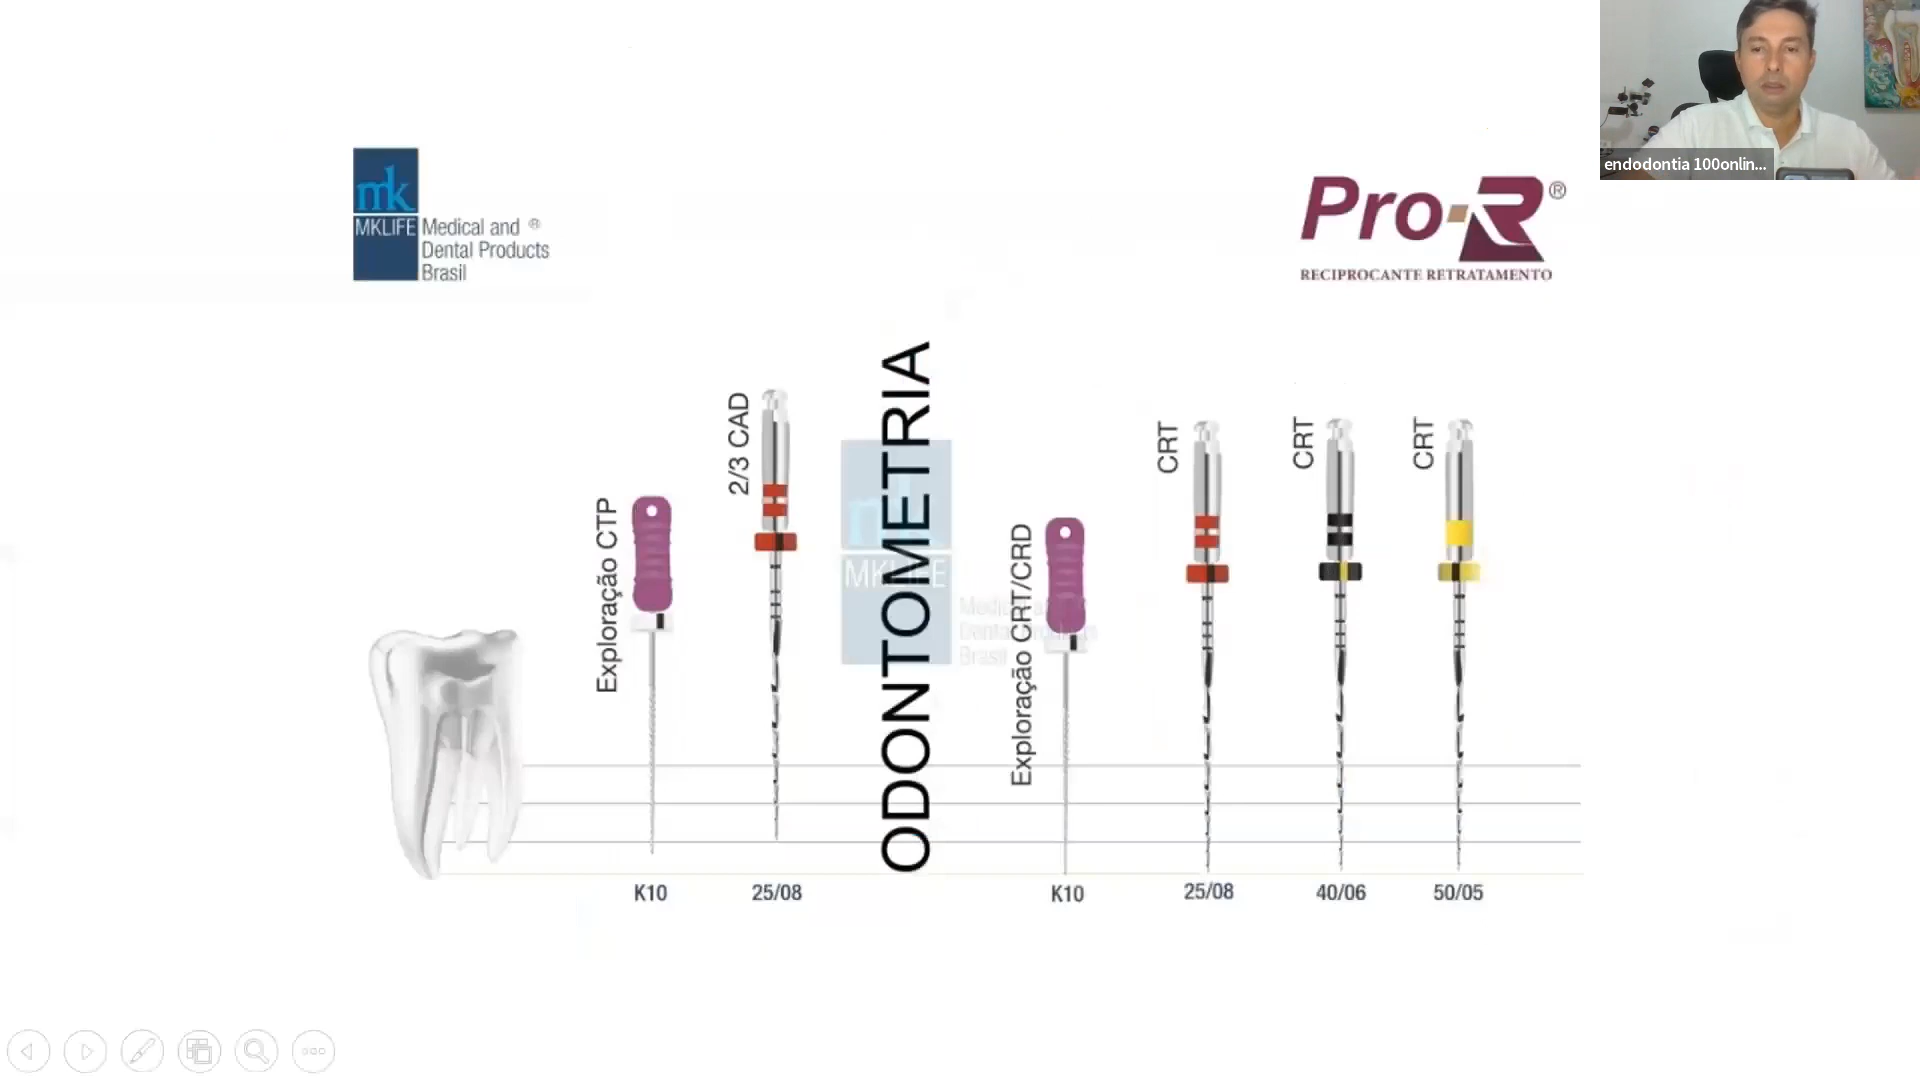 mk
MKLIFE
Medical and ®
Dental Products
Brasil
Pro-R®
RECIPROCANTE RETRATAMENTO
endodontia 100onlin...
Exploração CTP
2/3 CAD
ODONTOMETRIA
MKLIFE
Exploração CRT/CRD
CRT
CRT
CRT
K10
25/08
K10
25/08
40/06
50/05